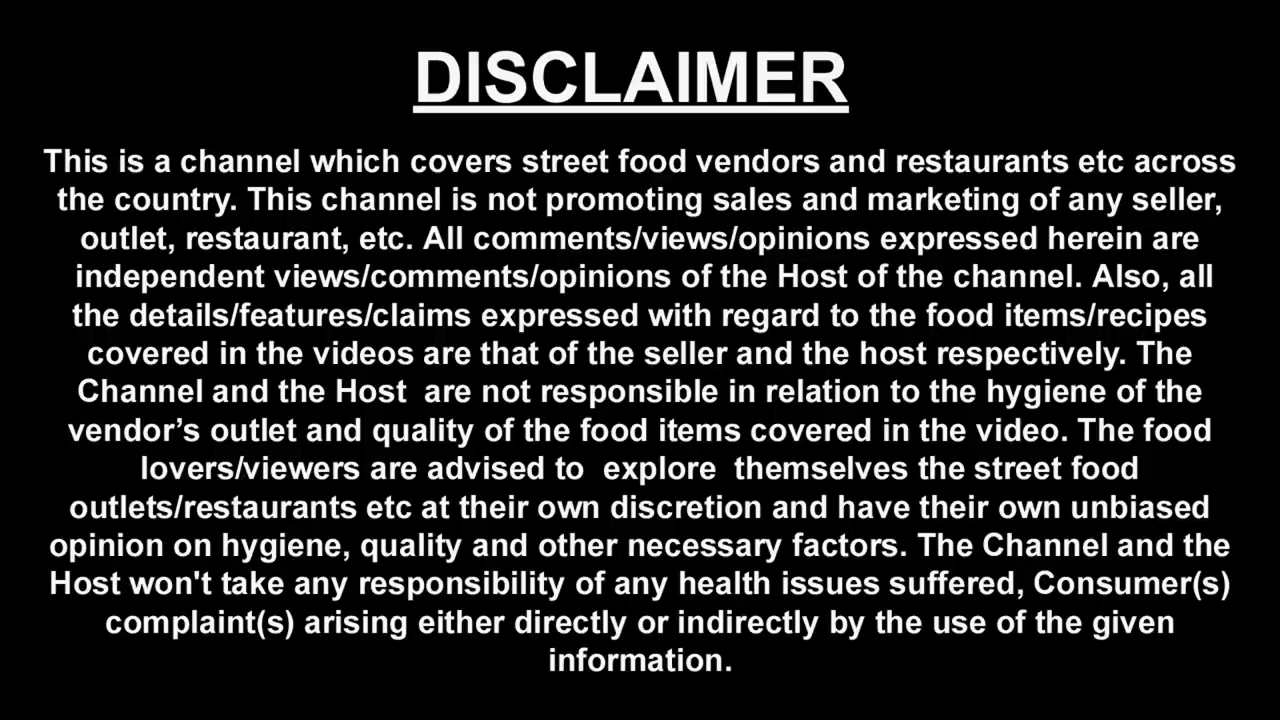 DISCLAIMER
This is a channel which covers street food vendors and restaurants etc across
the country. This channel is not promoting sales and marketing of any seller,
outlet, restaurant, etc. All comments/views/opinions expressed herein are
independent views/comments/opinions of the Host of the channel. Also, all
the details/features/claims expressed with regard to the food items/recipes
covered in the videos are that of the seller and the host respectively. The
Channel and the Host  are not responsible in relation to the hygiene of the
vendor’s outlet and quality of the food items covered in the video. The food
lovers/viewers are advised to  explore  themselves the street food
outlets/restaurants etc at their own discretion and have their own unbiased
opinion on hygiene, quality and other necessary factors. The Channel and the
Host won't take any responsibility of any health issues suffered, Consumer(s)
complaint(s) arising either directly or indirectly by the use of the given
information.